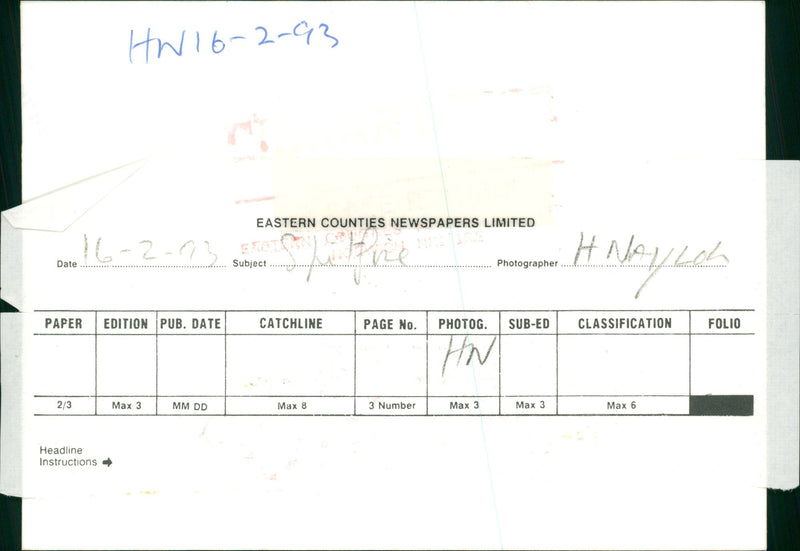 HN 16-2-93
EASTERN COUNTIES NEWSPAPERS LIMITED
Date 16-2-93 Subject Spitfire Photographer H NAYLOR
PAPER EDITION PUB. DATE CATCHLINE PAGE No. PHOTOG. SUB-ED CLASSIFICATION FOLIO
HN
2/3 Max 3 MM DD Max 8 3 Number Max 3 Max 3 Max 6
Headline
Instructions →